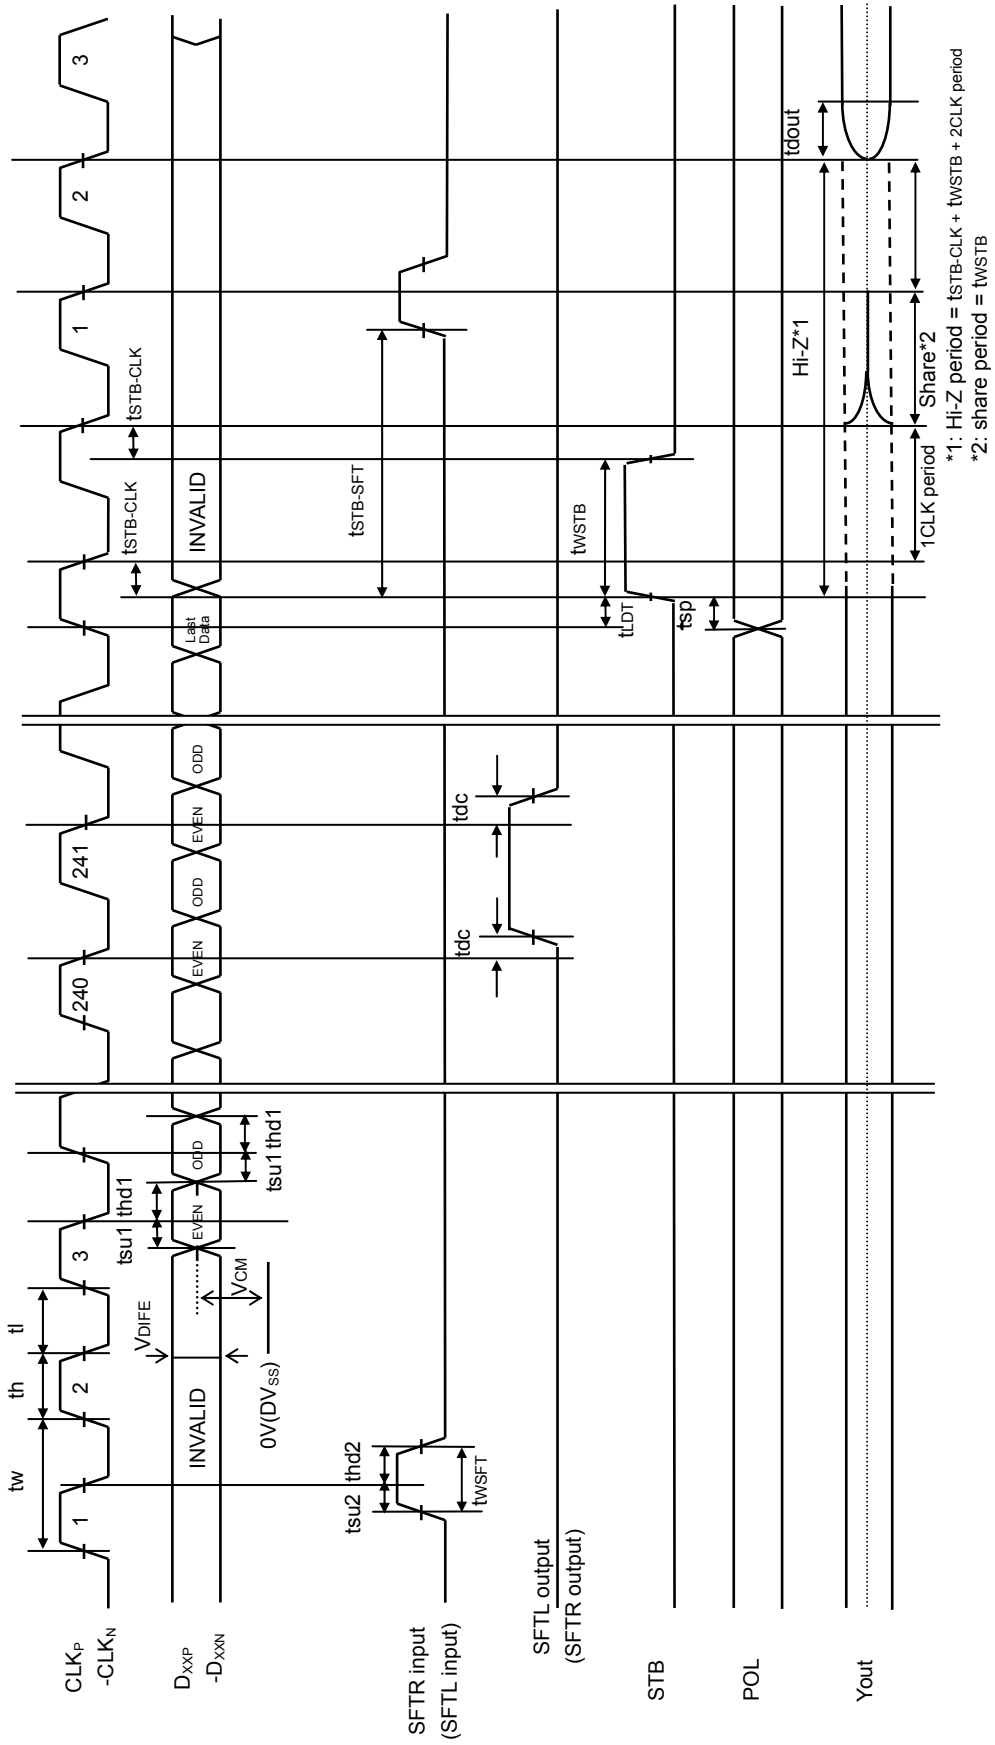 CLKP
-CLKN
tw
th
tl
1
2
3
240
241
1
2
3
DXXP
-DXXN
INVALID
VDIFE
VCM
0V(DVSS)
tsu1 thd1
tsu1 thd1
EVEN
ODD
EVEN
ODD
EVEN
ODD
Last
Data
INVALID
tSTB-CLK
tSTB-CLK
SFTR input
(SFTL input)
tsu2 thd2
tWSFT
tSTB-SFT
SFTL output
(SFTR output)
tdc
tdc
STB
tLDT
tWSTB
POL
tsp
Yout
Hi-Z*1
tdout
1CLK period
Share*2
*1: Hi-Z period = tSTB-CLK + tWSTB + 2CLK period
*2: share period = tWSTB